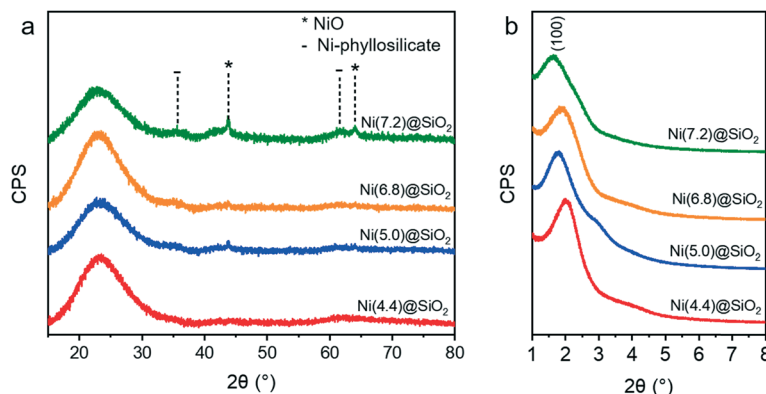 a
* NiO
- Ni-phyllosilicate
- * - *
Ni(7.2)@SiO₂
Ni(6.8)@SiO₂
Ni(5.0)@SiO₂
Ni(4.4)@SiO₂
CPS
20 30 40 50 60 70 80
2θ (°)
b
(100)
Ni(7.2)@SiO₂
Ni(6.8)@SiO₂
Ni(5.0)@SiO₂
Ni(4.4)@SiO₂
CPS
1 2 3 4 5 6 7 8
2θ (°)